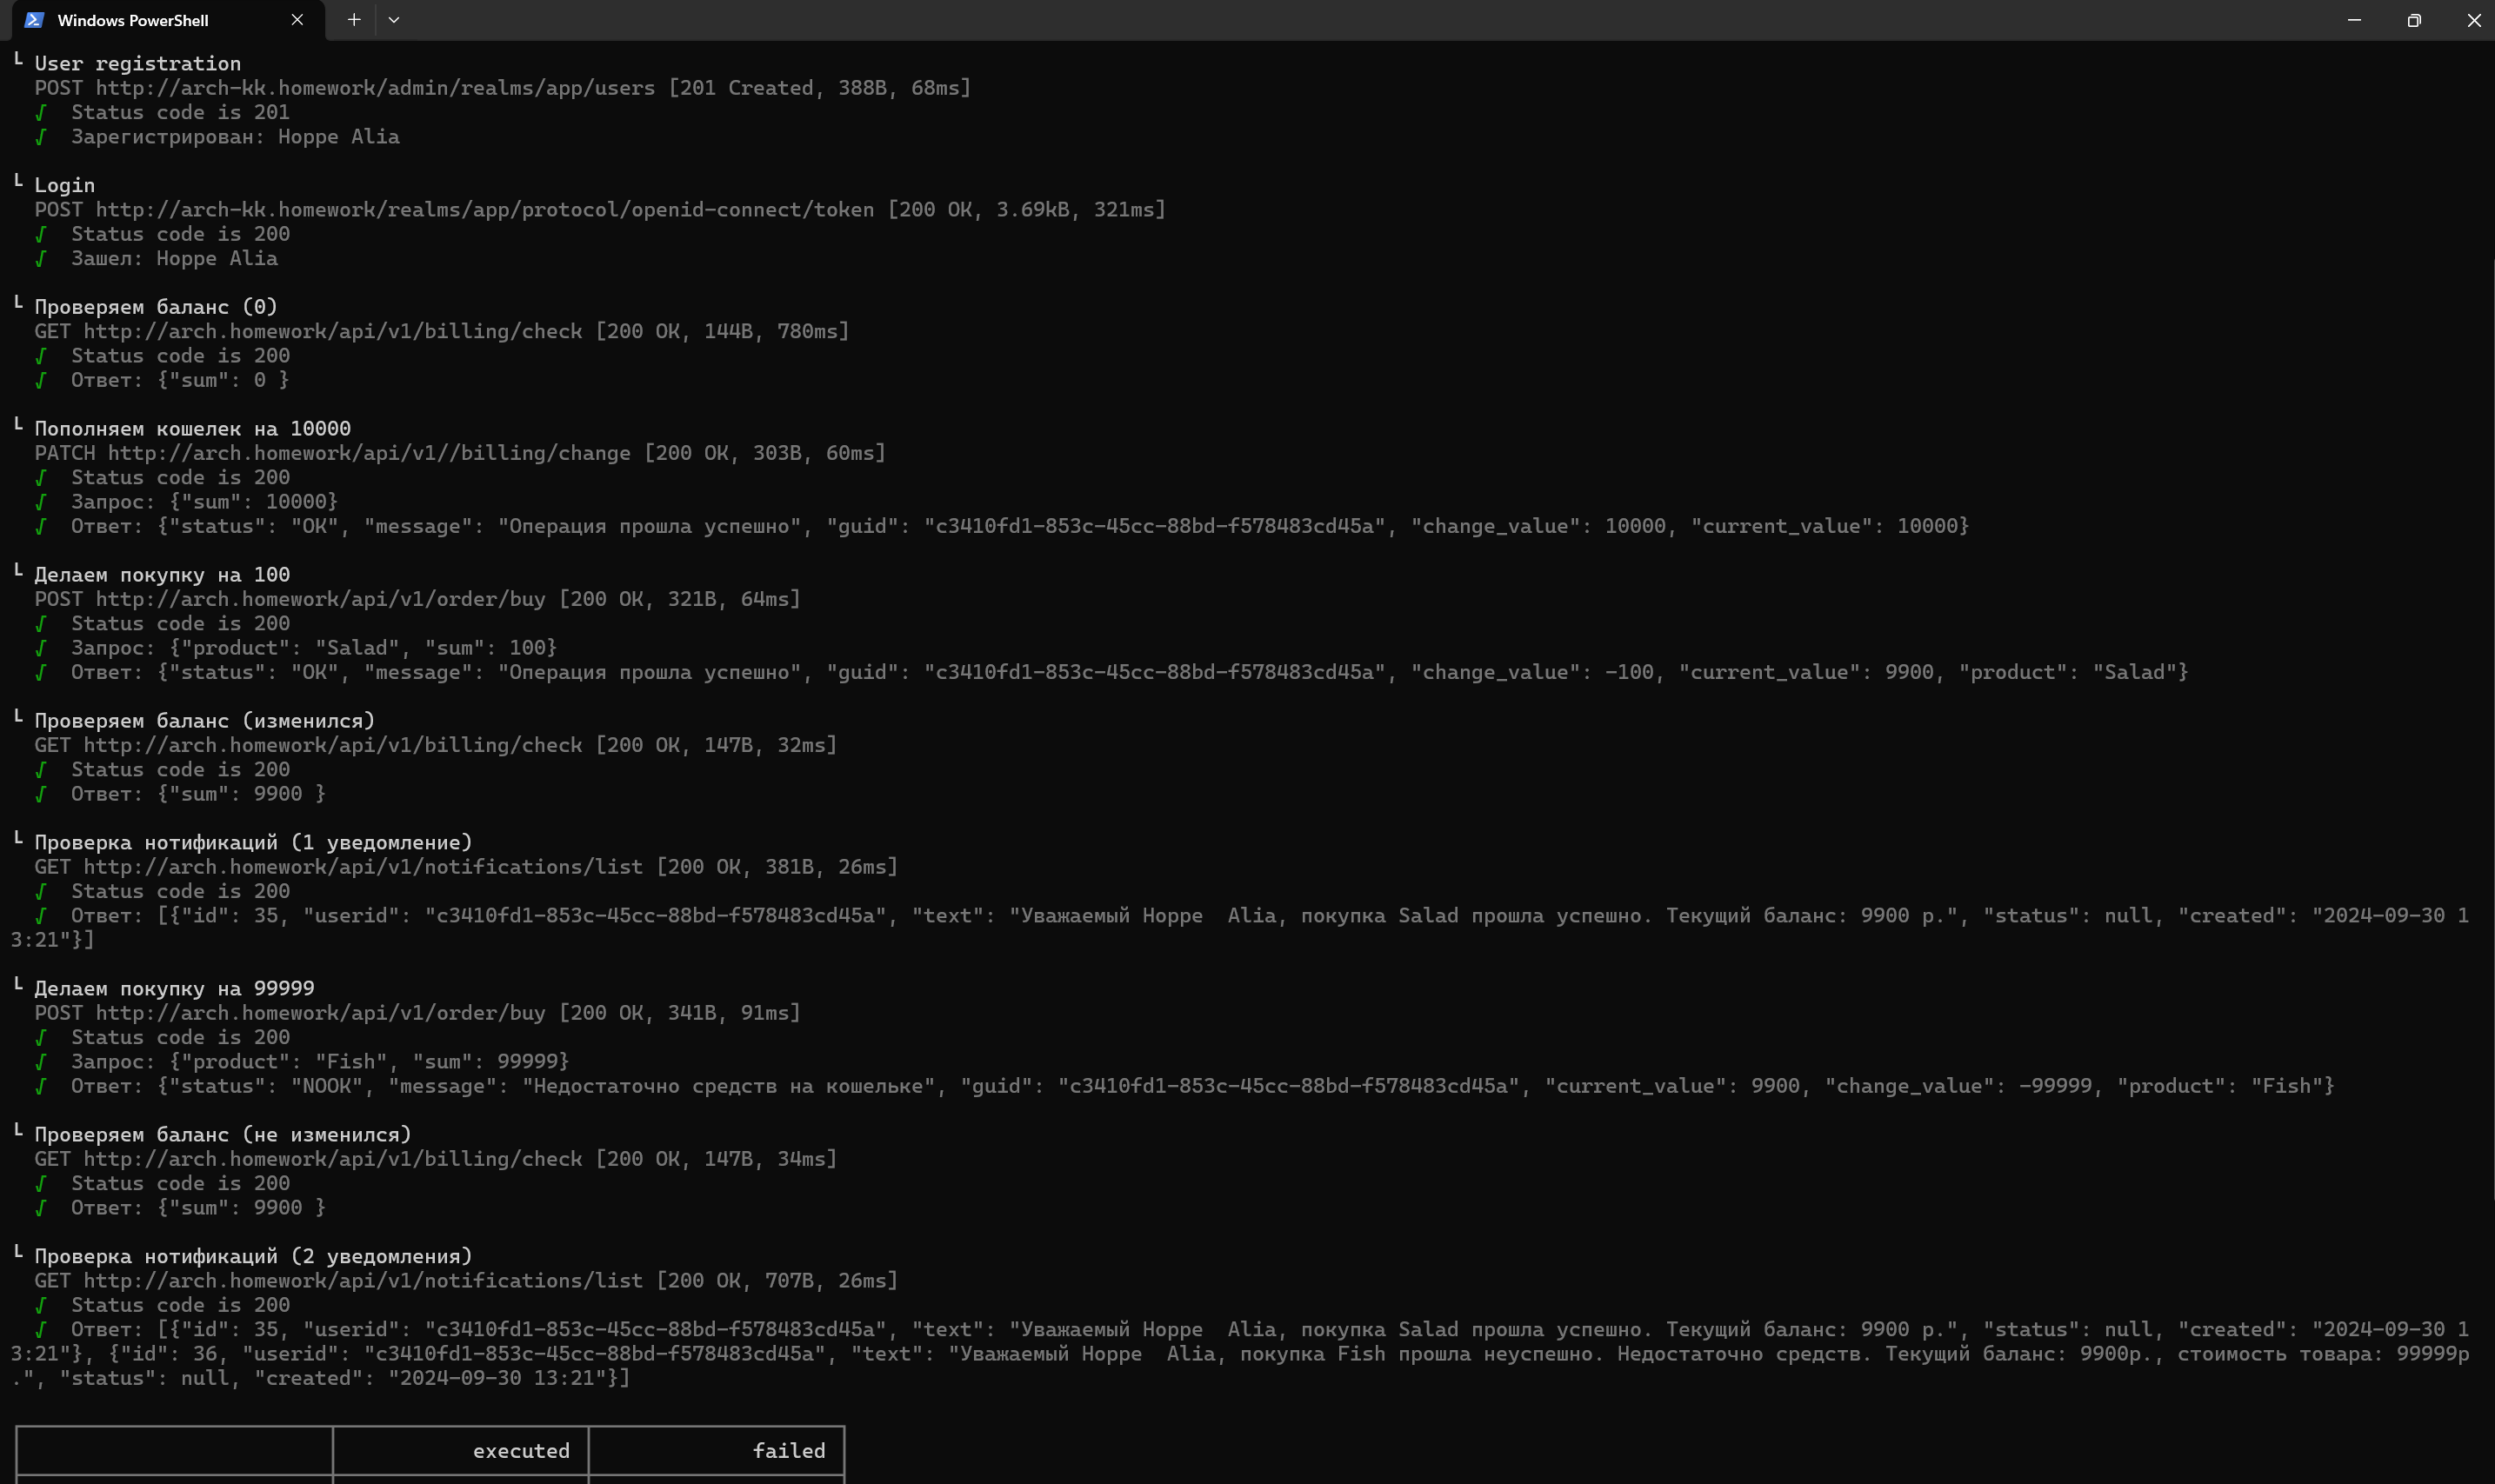 Windows PowerShell
└ User registration
POST http://arch-kk.homework/admin/realms/app/users [201 Created, 388B, 68ms]
√ Status code is 201
√ Зарегистрирован: Hoppe Alia
└ Login
POST http://arch-kk.homework/realms/app/protocol/openid-connect/token [200 OK, 3.69kB, 321ms]
√ Status code is 200
√ Зашел: Hoppe Alia
└ Проверяем баланс (0)
GET http://arch.homework/api/v1/billing/check [200 OK, 144B, 780ms]
√ Status code is 200
√ Ответ: {"sum": 0 }
└ Пополняем кошелек на 10000
PATCH http://arch.homework/api/v1//billing/change [200 OK, 303B, 60ms]
√ Status code is 200
√ Запрос: {"sum": 10000}
√ Ответ: {"status": "OK", "message": "Операция прошла успешно", "guid": "c3410fd1-853c-45cc-88bd-f578483cd45a", "change_value": 10000, "current_value": 10000}
└ Делаем покупку на 100
POST http://arch.homework/api/v1/order/buy [200 OK, 321B, 64ms]
√ Status code is 200
√ Запрос: {"product": "Salad", "sum": 100}
√ Ответ: {"status": "OK", "message": "Операция прошла успешно", "guid": "c3410fd1-853c-45cc-88bd-f578483cd45a", "change_value": -100, "current_value": 9900, "product": "Salad"}
└ Проверяем баланс (изменился)
GET http://arch.homework/api/v1/billing/check [200 OK, 147B, 32ms]
√ Status code is 200
√ Ответ: {"sum": 9900 }
└ Проверка нотификаций (1 уведомление)
GET http://arch.homework/api/v1/notifications/list [200 OK, 381B, 26ms]
√ Status code is 200
√ Ответ: [{"id": 35, "userid": "c3410fd1-853c-45cc-88bd-f578483cd45a", "text": "Уважаемый Hoppe  Alia, покупка Salad прошла успешно. Текущий баланс: 9900 р.", "status": null, "created": "2024-09-30 1
3:21"}]
└ Делаем покупку на 99999
POST http://arch.homework/api/v1/order/buy [200 OK, 341B, 91ms]
√ Status code is 200
√ Запрос: {"product": "Fish", "sum": 99999}
√ Ответ: {"status": "NOOK", "message": "Недостаточно средств на кошельке", "guid": "c3410fd1-853c-45cc-88bd-f578483cd45a", "current_value": 9900, "change_value": -99999, "product": "Fish"}
└ Проверяем баланс (не изменился)
GET http://arch.homework/api/v1/billing/check [200 OK, 147B, 34ms]
√ Status code is 200
√ Ответ: {"sum": 9900 }
└ Проверка нотификаций (2 уведомления)
GET http://arch.homework/api/v1/notifications/list [200 OK, 707B, 26ms]
√ Status code is 200
√ Ответ: [{"id": 35, "userid": "c3410fd1-853c-45cc-88bd-f578483cd45a", "text": "Уважаемый Hoppe  Alia, покупка Salad прошла успешно. Текущий баланс: 9900 р.", "status": null, "created": "2024-09-30 1
3:21"}, {"id": 36, "userid": "c3410fd1-853c-45cc-88bd-f578483cd45a", "text": "Уважаемый Hoppe  Alia, покупка Fish прошла неуспешно. Недостаточно средств. Текущий баланс: 9900р., стоимость товара: 99999р
.", "status": null, "created": "2024-09-30 13:21"}]
executed failed